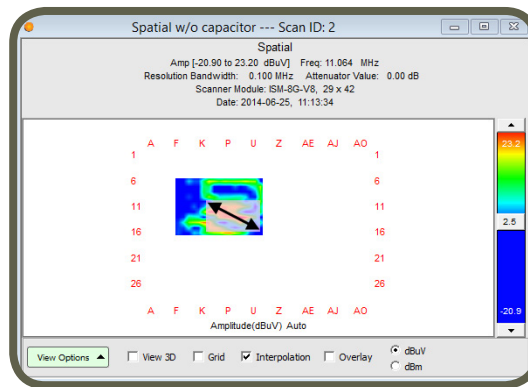 Spatial w/o capacitor --- Scan ID: 2
Spatial
Amp [-20.90 to 23.20 dBuV] Freq: 11.064 MHz
Resolution Bandwidth: 0.100 MHz Attenuator Value: 0.00 dB
Scanner Module: ISM-8G-V8, 29 x 42
Date: 2014-06-25, 11:13:34
A F K P U Z AE AJ AO
1 1
6 6
11 11
16 16
21 21
26 26
A F K P U Z AE AJ AO
Amplitude(dBuV) Auto
23.2
2.5
-20.9
View Options View 3D Grid Interpolation Overlay dBuV
dBm